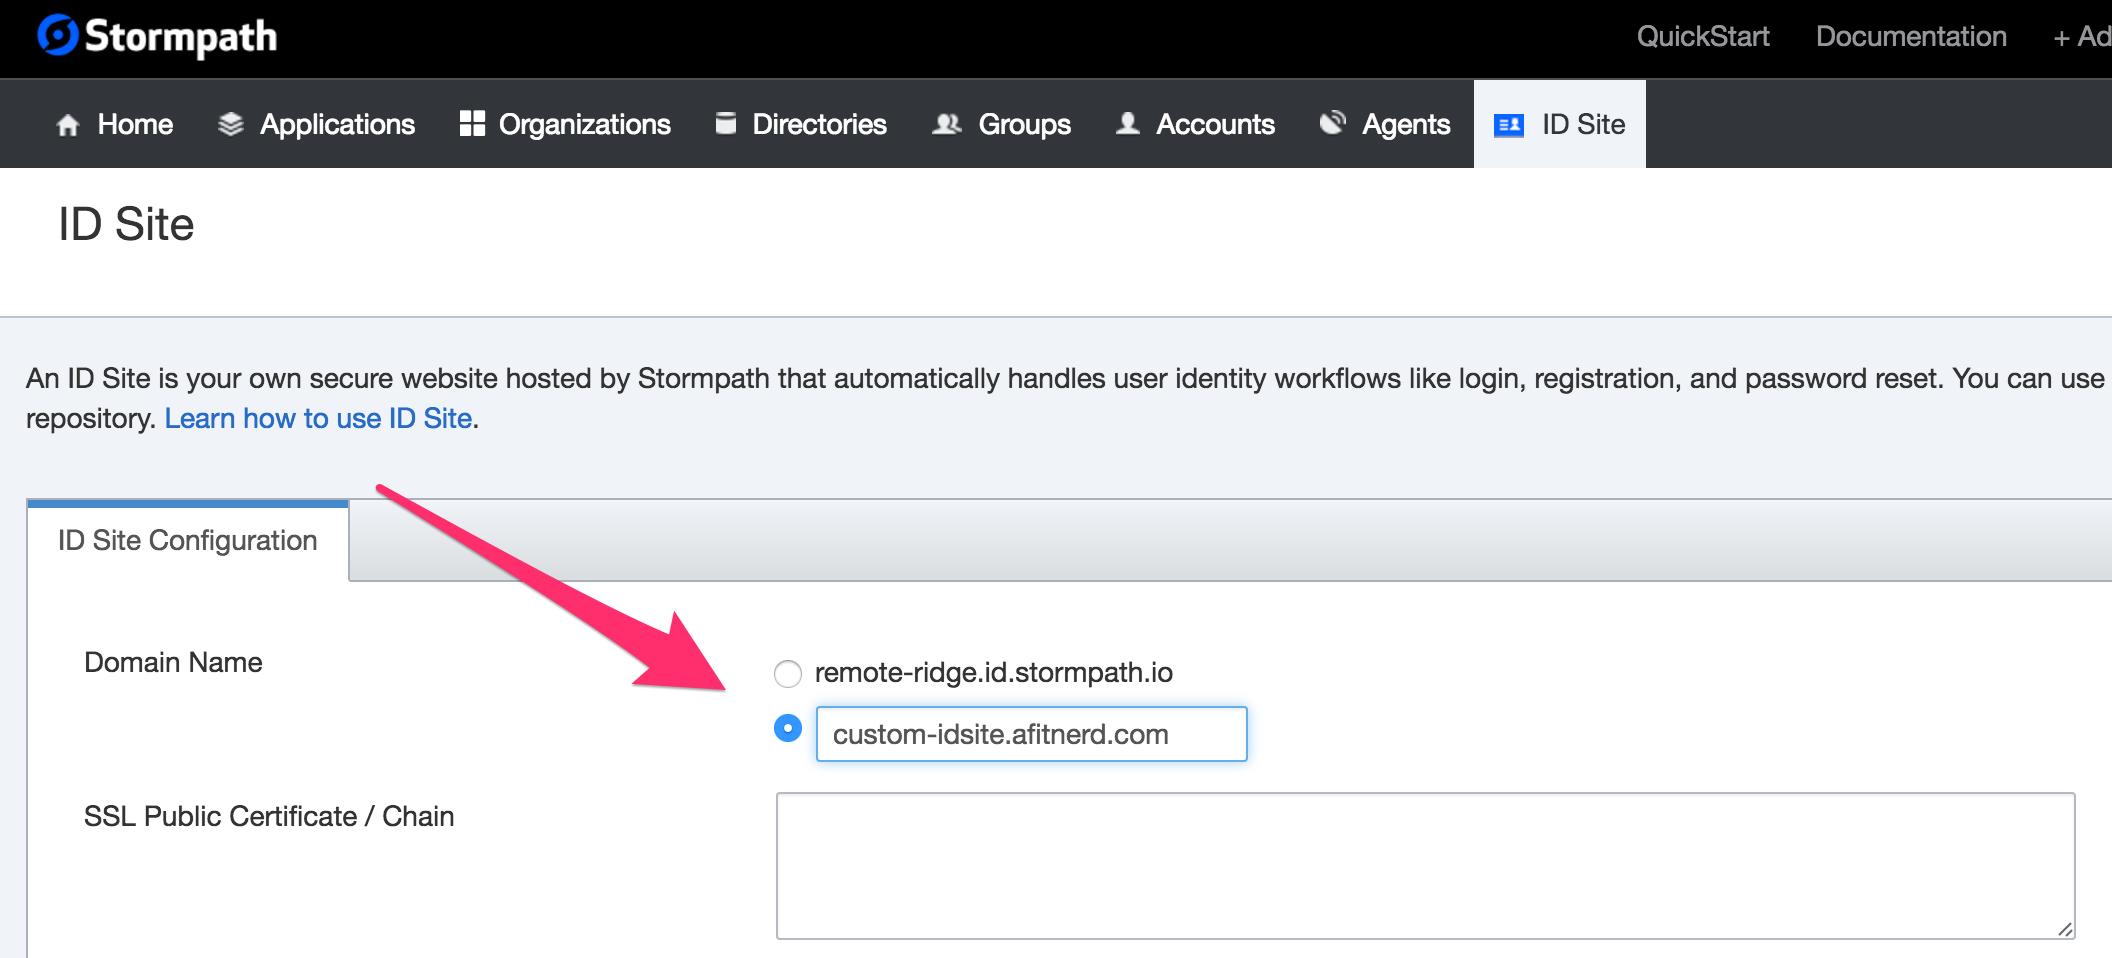 Stormpath
QuickStart Documentation + Ad
Home Applications Organizations Directories Groups Accounts Agents ID Site
ID Site
An ID Site is your own secure website hosted by Stormpath that automatically handles user identity workflows like login, registration, and password reset. You can use
repository. Learn how to use ID Site.
ID Site Configuration
Domain Name
remote-ridge.id.stormpath.io
custom-idsite.afitnerd.com
SSL Public Certificate / Chain